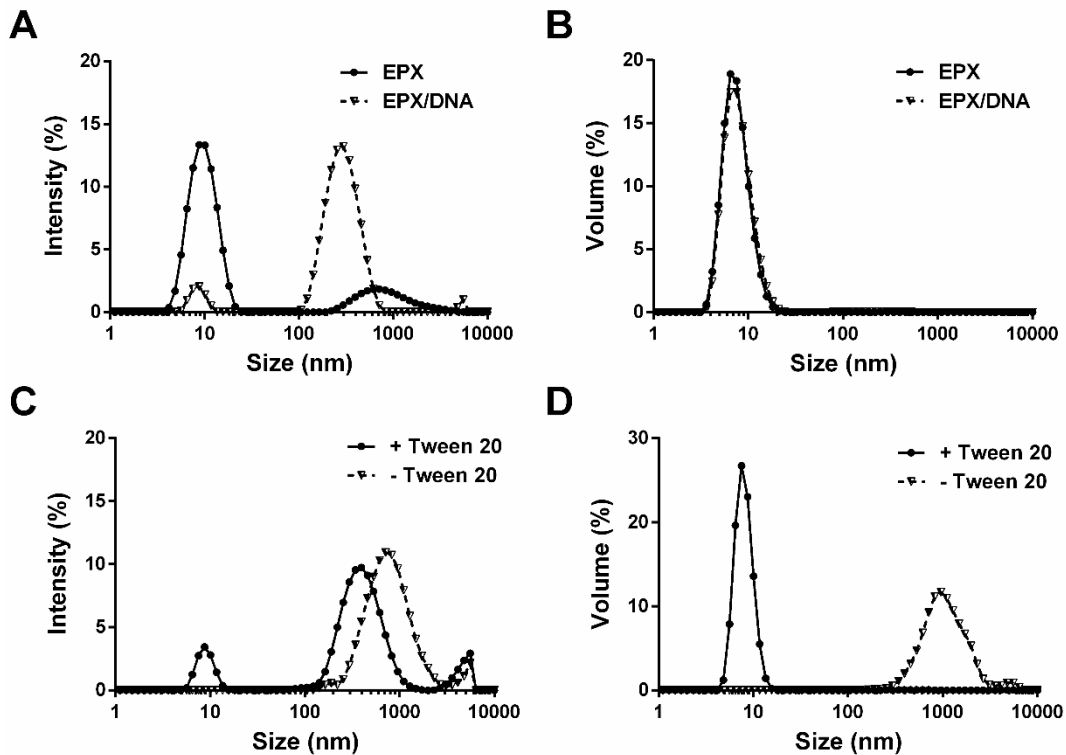 A
B
EPX
EPX/DNA
20
15
10
5
0
Intensity (%)
1 10 100 1000 10000
Size (nm)
EPX
EPX/DNA
20
15
10
5
0
Volume (%)
1 10 100 1000 10000
Size (nm)
C
D
+ Tween 20
- Tween 20
20
15
10
5
0
Intensity (%)
1 10 100 1000 10000
Size (nm)
+ Tween 20
- Tween 20
30
20
10
0
Volume (%)
1 10 100 1000 10000
Size (nm)